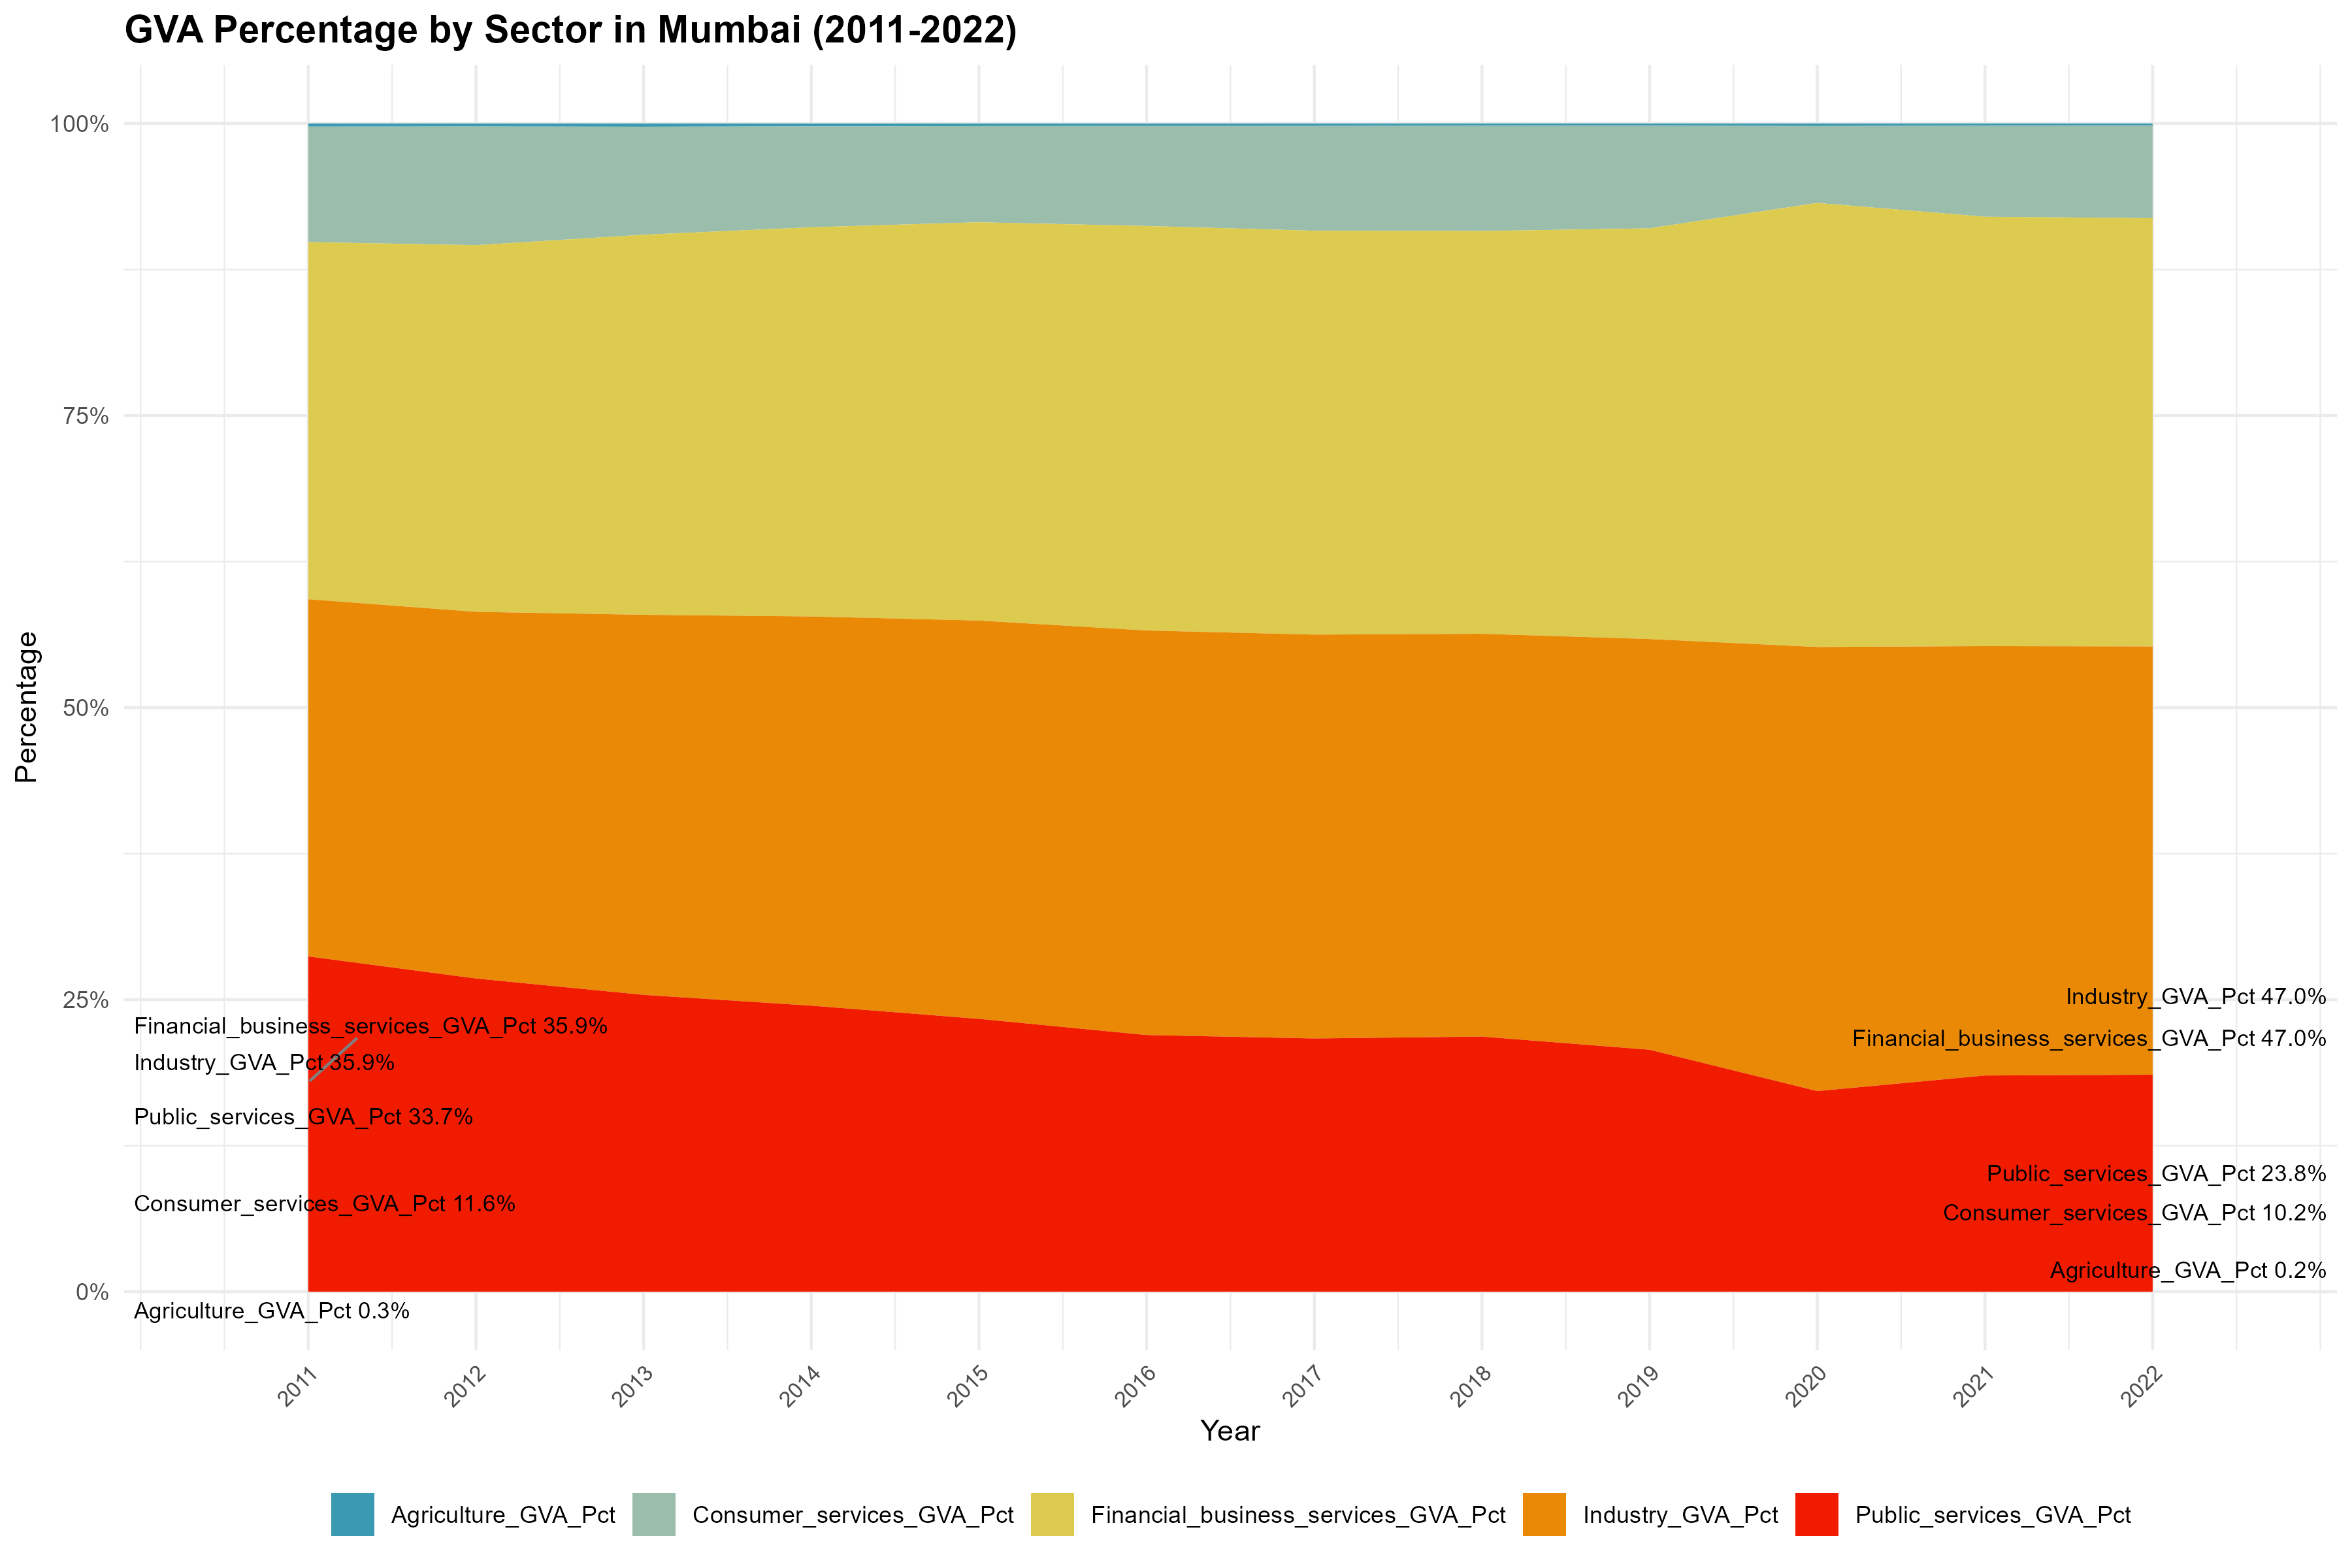 GVA Percentage by Sector in Mumbai (2011-2022)
100%
75%
50%
25%
0%
Percentage
Financial_business_services_GVA_Pct 35.9%
Industry_GVA_Pct 35.9%
Public_services_GVA_Pct 33.7%
Consumer_services_GVA_Pct 11.6%
Agriculture_GVA_Pct 0.3%
Industry_GVA_Pct 47.0%
Financial_business_services_GVA_Pct 47.0%
Public_services_GVA_Pct 23.8%
Consumer_services_GVA_Pct 10.2%
Agriculture_GVA_Pct 0.2%
2011 2012 2013 2014 2015 2016 2017 2018 2019 2020 2021 2022
Year
Agriculture_GVA_Pct Consumer_services_GVA_Pct Financial_business_services_GVA_Pct Industry_GVA_Pct Public_services_GVA_Pct